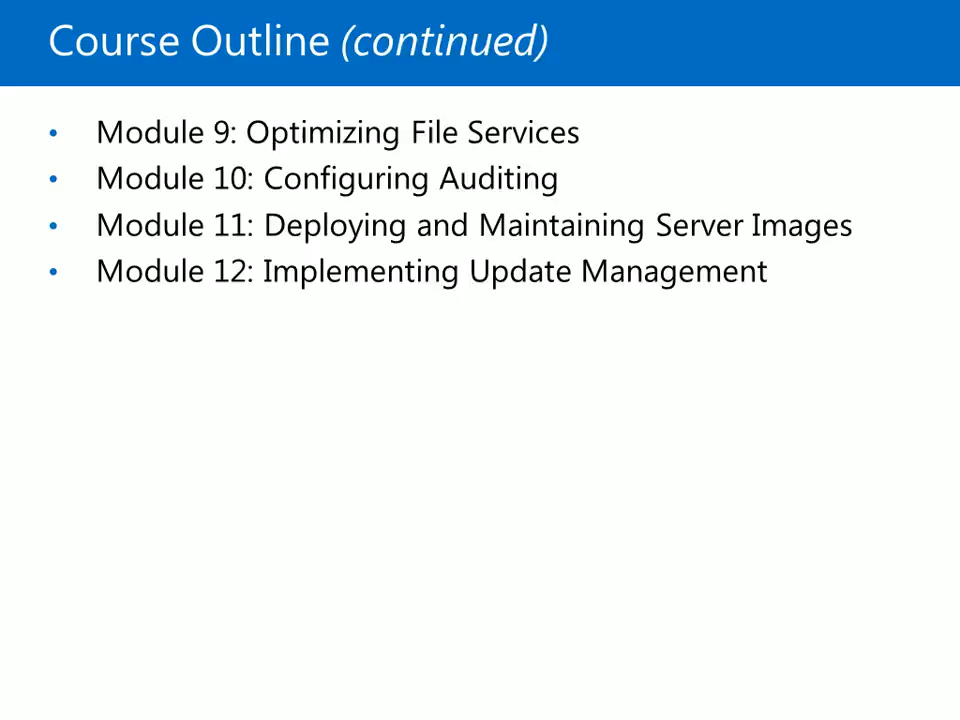 Course Outline (continued)
• Module 9: Optimizing File Services
• Module 10: Configuring Auditing
• Module 11: Deploying and Maintaining Server Images
• Module 12: Implementing Update Management